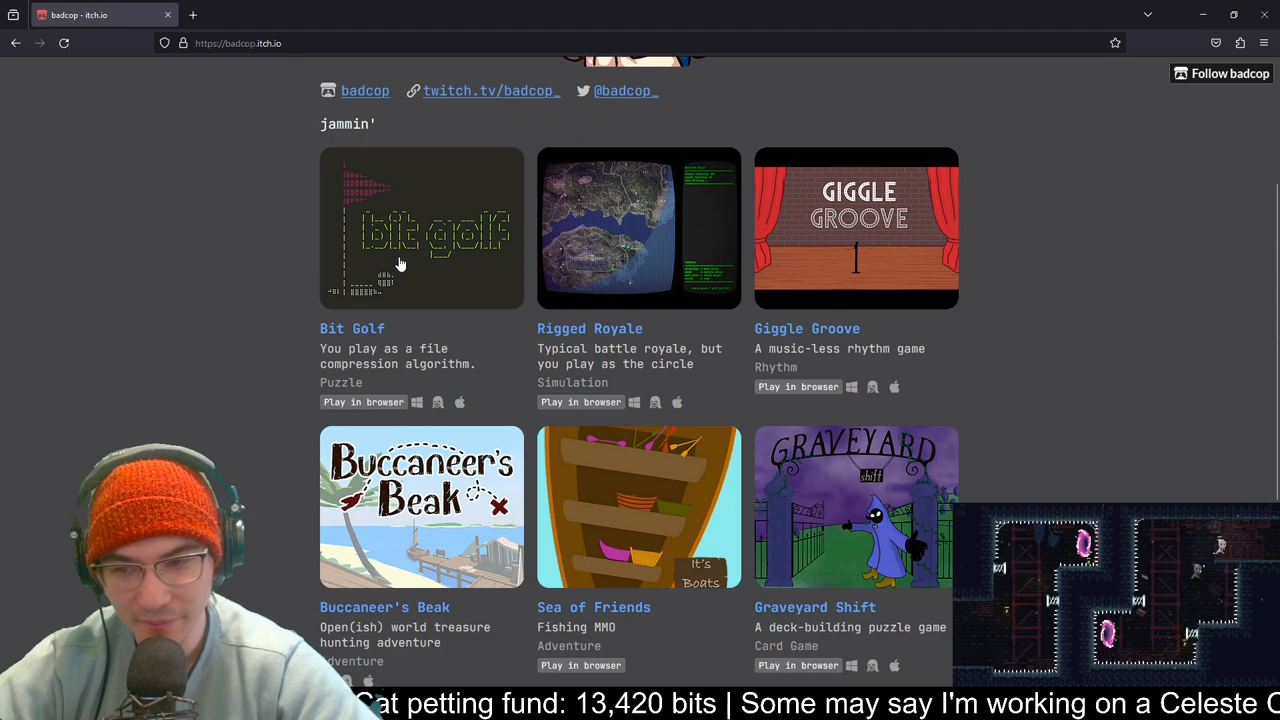 badcop - itch.io
https://badcop.itch.io
Follow badcop
badcop twitch.tv/badcop_ @badcop_
jammin'
bit golf
GIGGLE
GROOVE
Bit Golf
You play as a file
compression algorithm.
Puzzle
Play in browser
Rigged Royale
Typical battle royale, but
you play as the circle
Simulation
Play in browser
Giggle Groove
A music-less rhythm game
Rhythm
Play in browser
Buccaneer's
Beak
It's
Boats
GRAVEYARD
shift
Buccaneer's Beak
Open(ish) world treasure
hunting adventure
Adventure
Sea of Friends
Fishing MMO
Adventure
Play in browser
Graveyard Shift
A deck-building puzzle game
Card Game
Play in browser
at petting fund: 13,420 bits | Some may say I'm working on a Celeste